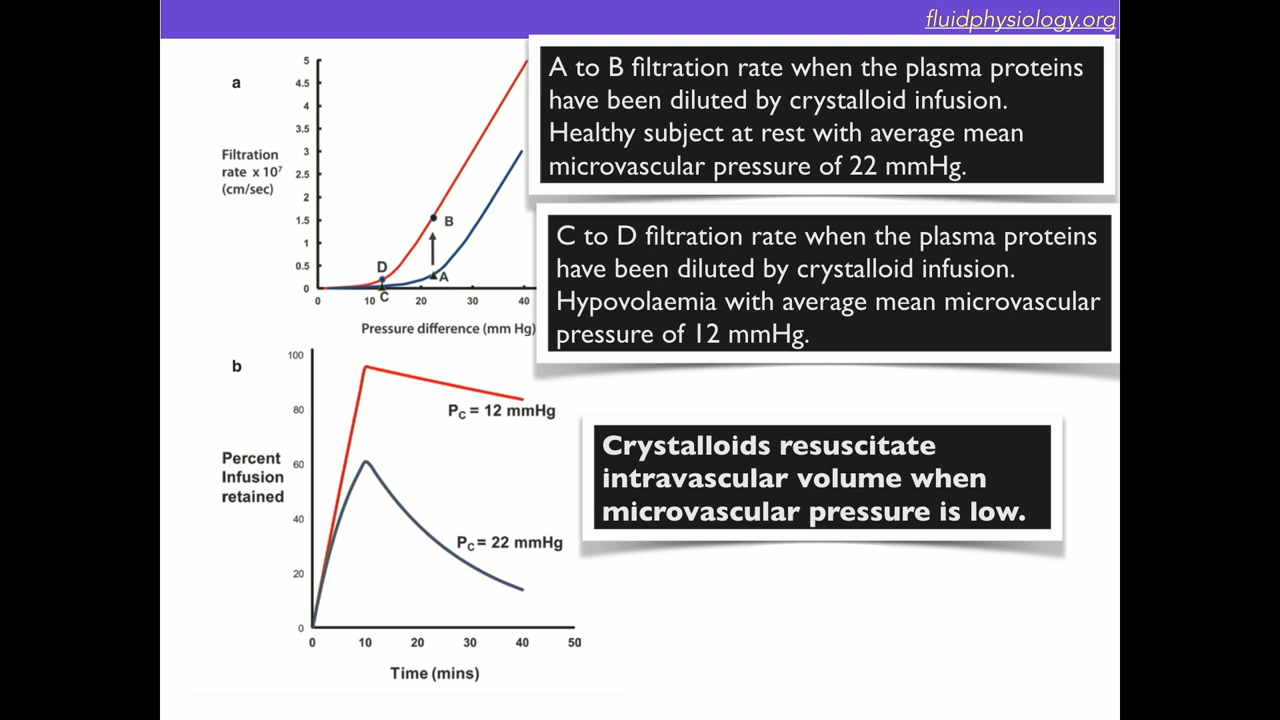 fluidphysiology.org
A to B filtration rate when the plasma proteins
have been diluted by crystalloid infusion.
Healthy subject at rest with average mean
microvascular pressure of 22 mmHg.
a
5
4.5
4
3.5
3
2.5
2
1.5
1
0.5
0
Filtration
rate x 10⁷
(cm/sec)
B
D
A
C
0
10
20
30
40
Pressure difference (mm Hg)
C to D filtration rate when the plasma proteins
have been diluted by crystalloid infusion.
Hypovolaemia with average mean microvascular
pressure of 12 mmHg.
b
100
80
60
40
20
0
Percent
Infusion
retained
PC = 12 mmHg
PC = 22 mmHg
0
10
20
30
40
50
Time (mins)
Crystalloids resuscitate
intravascular volume when
microvascular pressure is low.